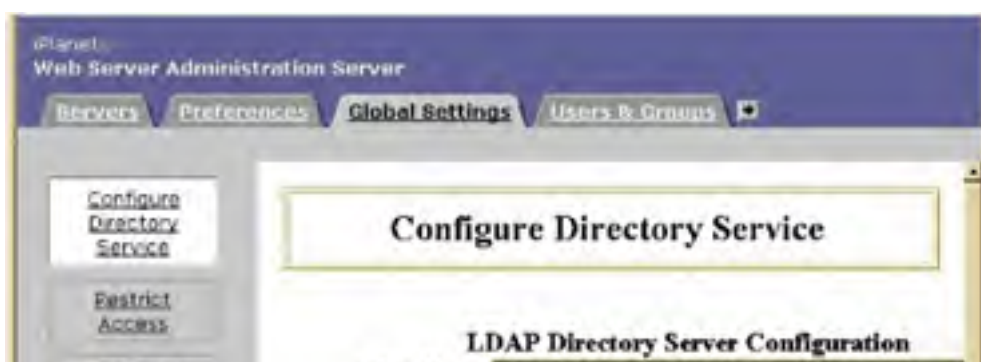 iPlanet
Web Server Administration Server
Servers Preferences Global Settings Users & Groups
Configure
Directory
Service
Configure Directory Service
Restrict
Access
LDAP Directory Server Configuration